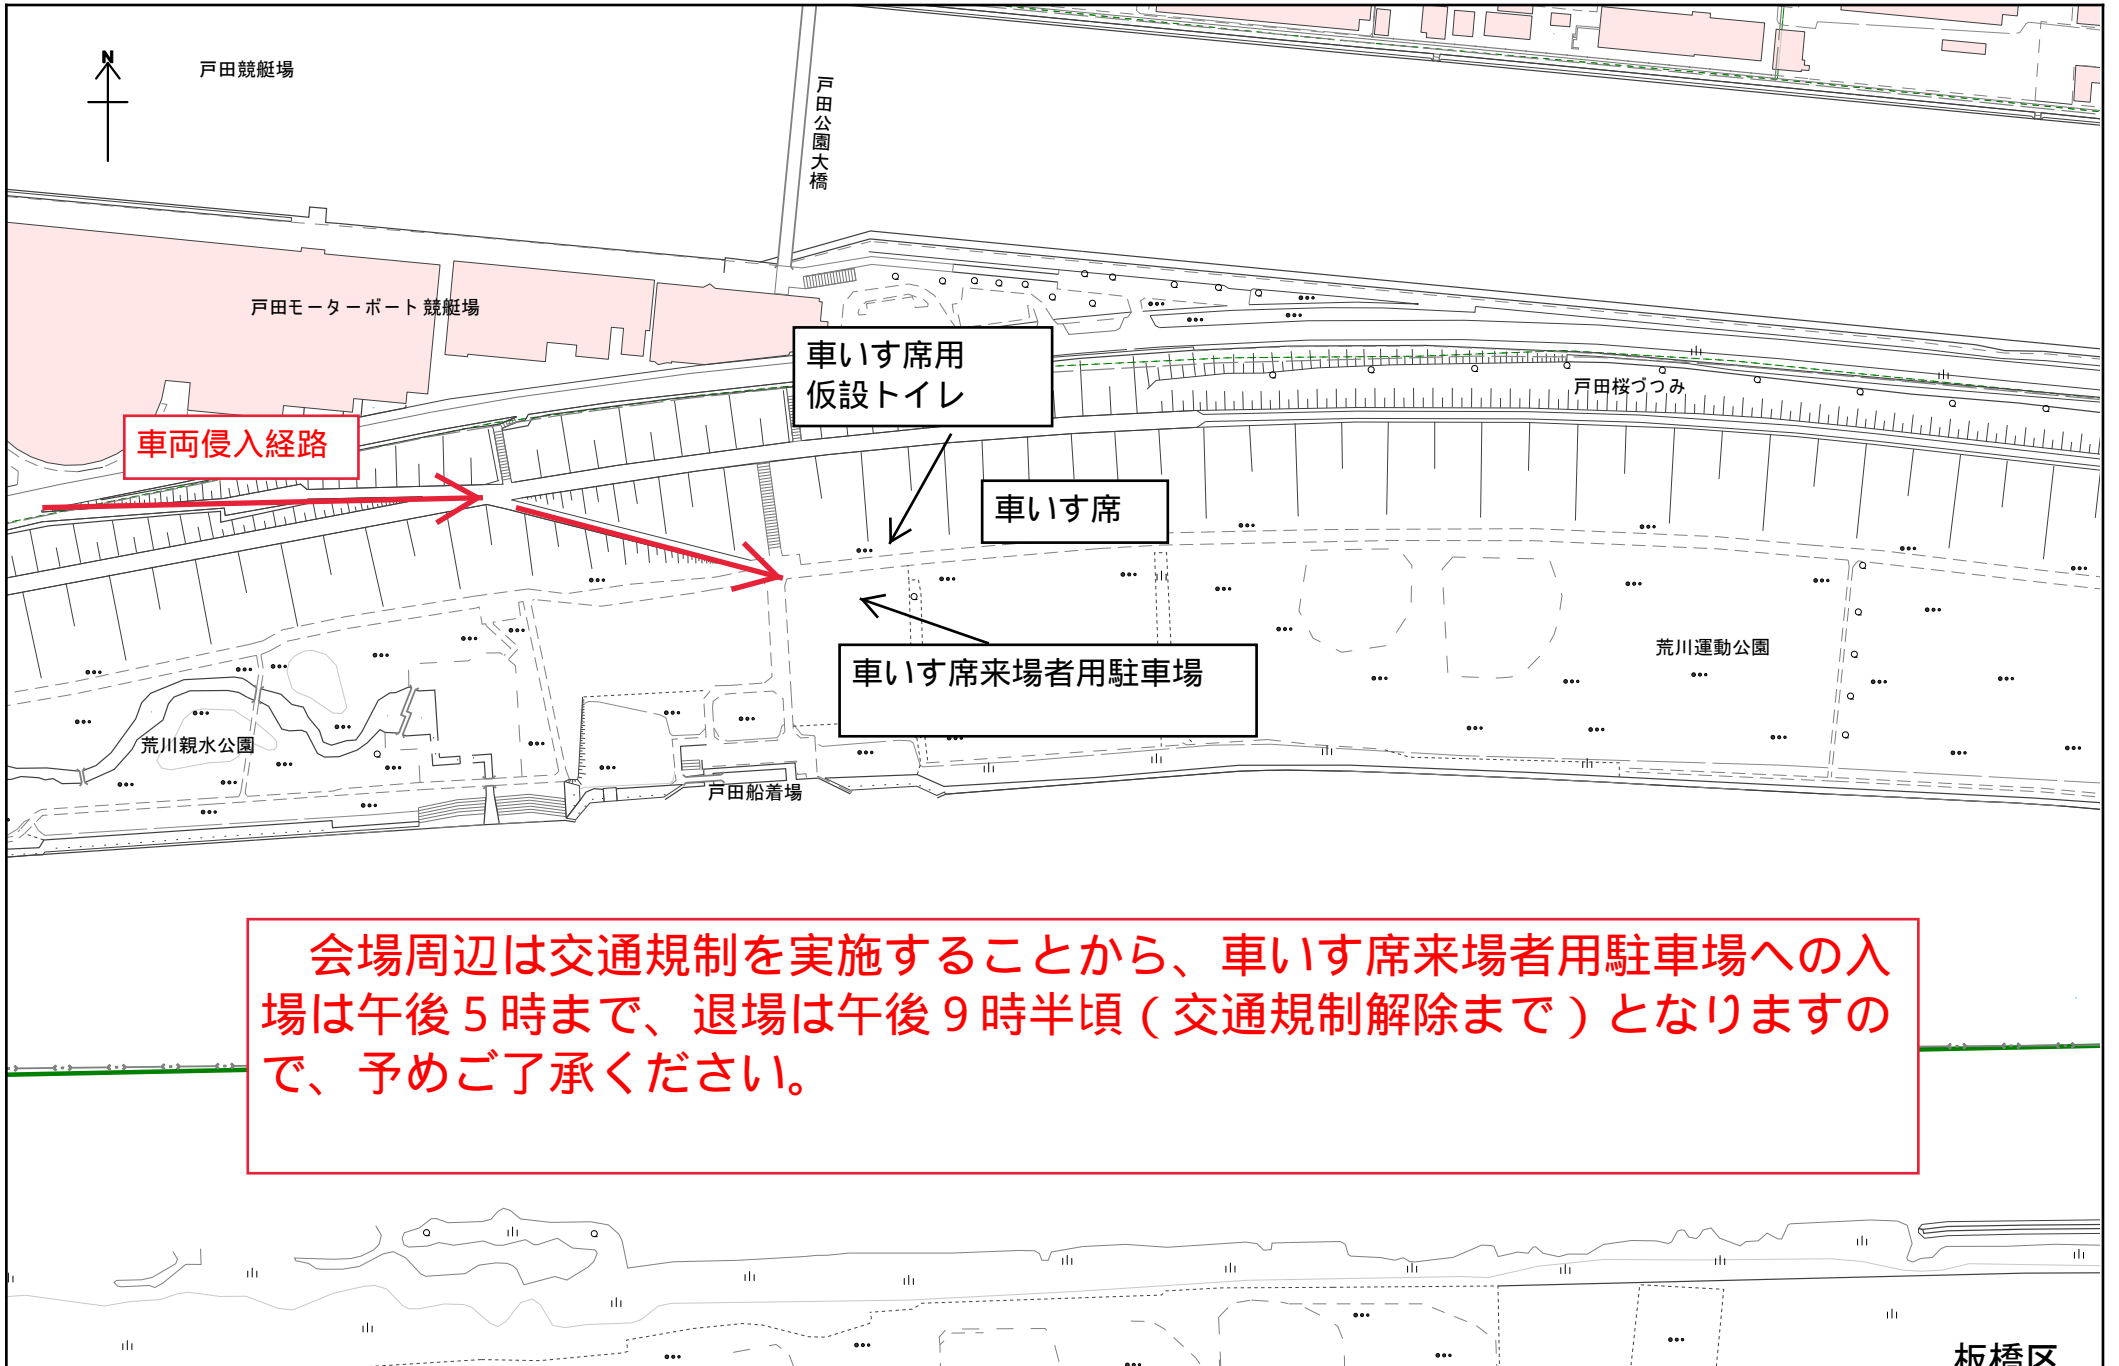 N
戸田競艇場
戸田公園大橋
戸田モーターボート競艇場
車いす席用
仮設トイレ
戸田桜づつみ
車両侵入経路
車いす席
車いす席来場者用駐車場
荒川運動公園
荒川親水公園
戸田船着場
　会場周辺は交通規制を実施することから、車いす席来場者用駐車場への入
場は午後５時まで、退場は午後９時半頃（交通規制解除まで）となりますの
で、予めご了承ください。
板橋区